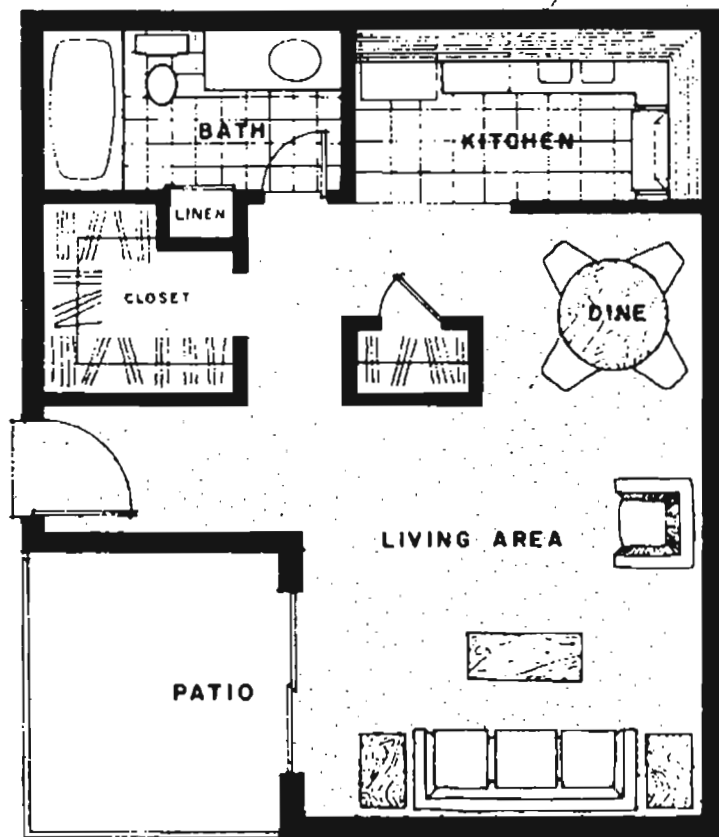 BATH
KITCHEN
LINEN
CLOSET
DINE
LIVING AREA
PATIO